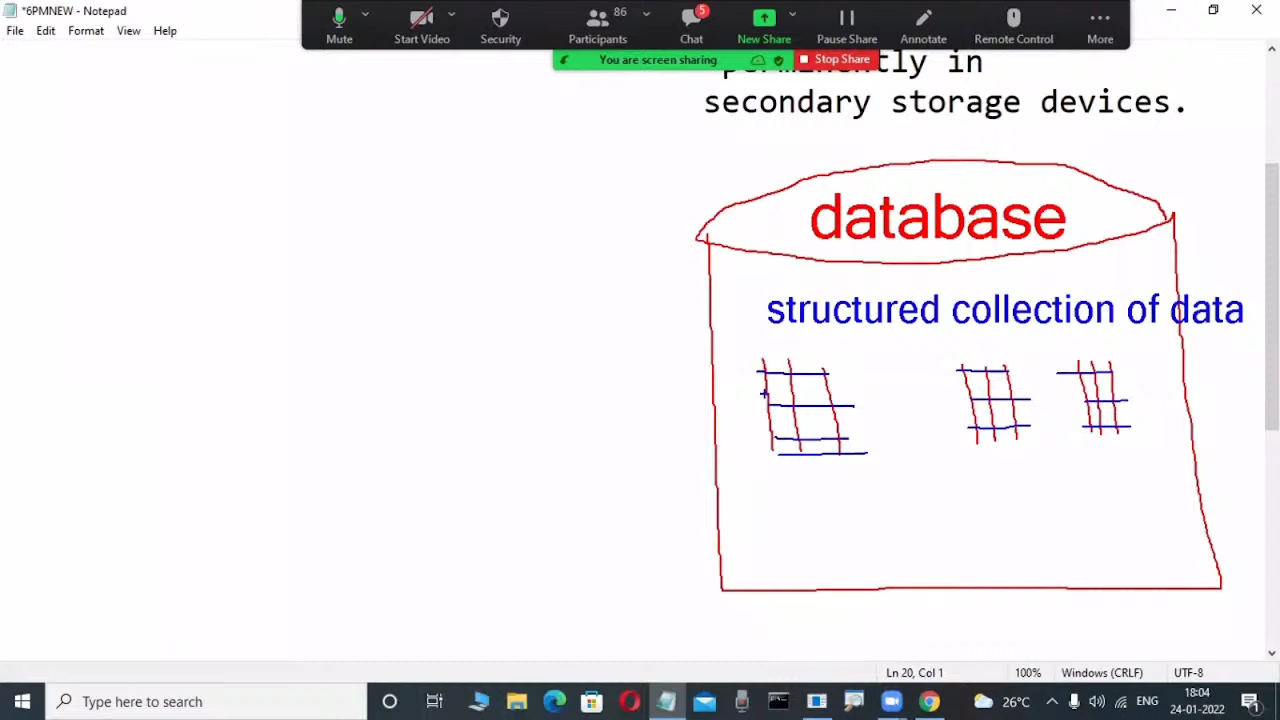 *6PMNEW - Notepad
File Edit Format View Help
86
5
Mute Start Video Security Participants Chat New Share Pause Share Annotate Remote Control More
You are screen sharing Stop Share
in
secondary storage devices.
database
structured collection of data
Ln 20, Col 1 100% Windows (CRLF) UTF-8
Type here to search
26°C ENG
18:04
24-01-2022
1